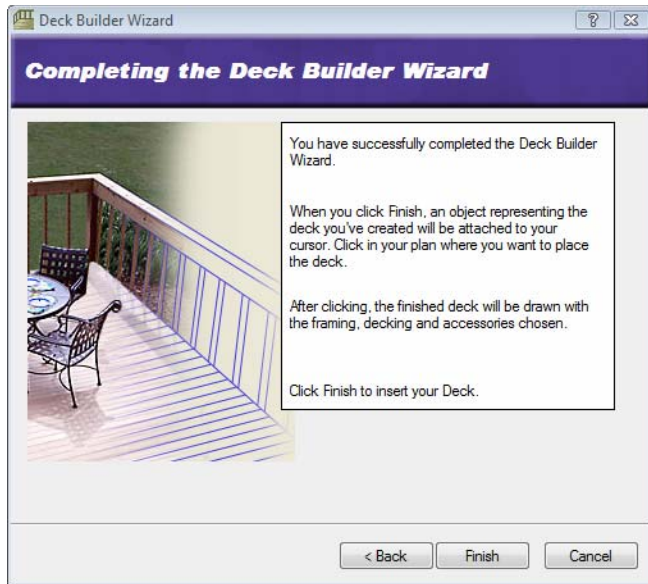 Deck Builder Wizard
?
Completing the Deck Builder Wizard
You have successfully completed the Deck Builder
Wizard.
When you click Finish, an object representing the
deck you've created will be attached to your
cursor. Click in your plan where you want to place
the deck.
After clicking, the finished deck will be drawn with
the framing, decking and accessories chosen.
Click Finish to insert your Deck.
< Back
Finish
Cancel